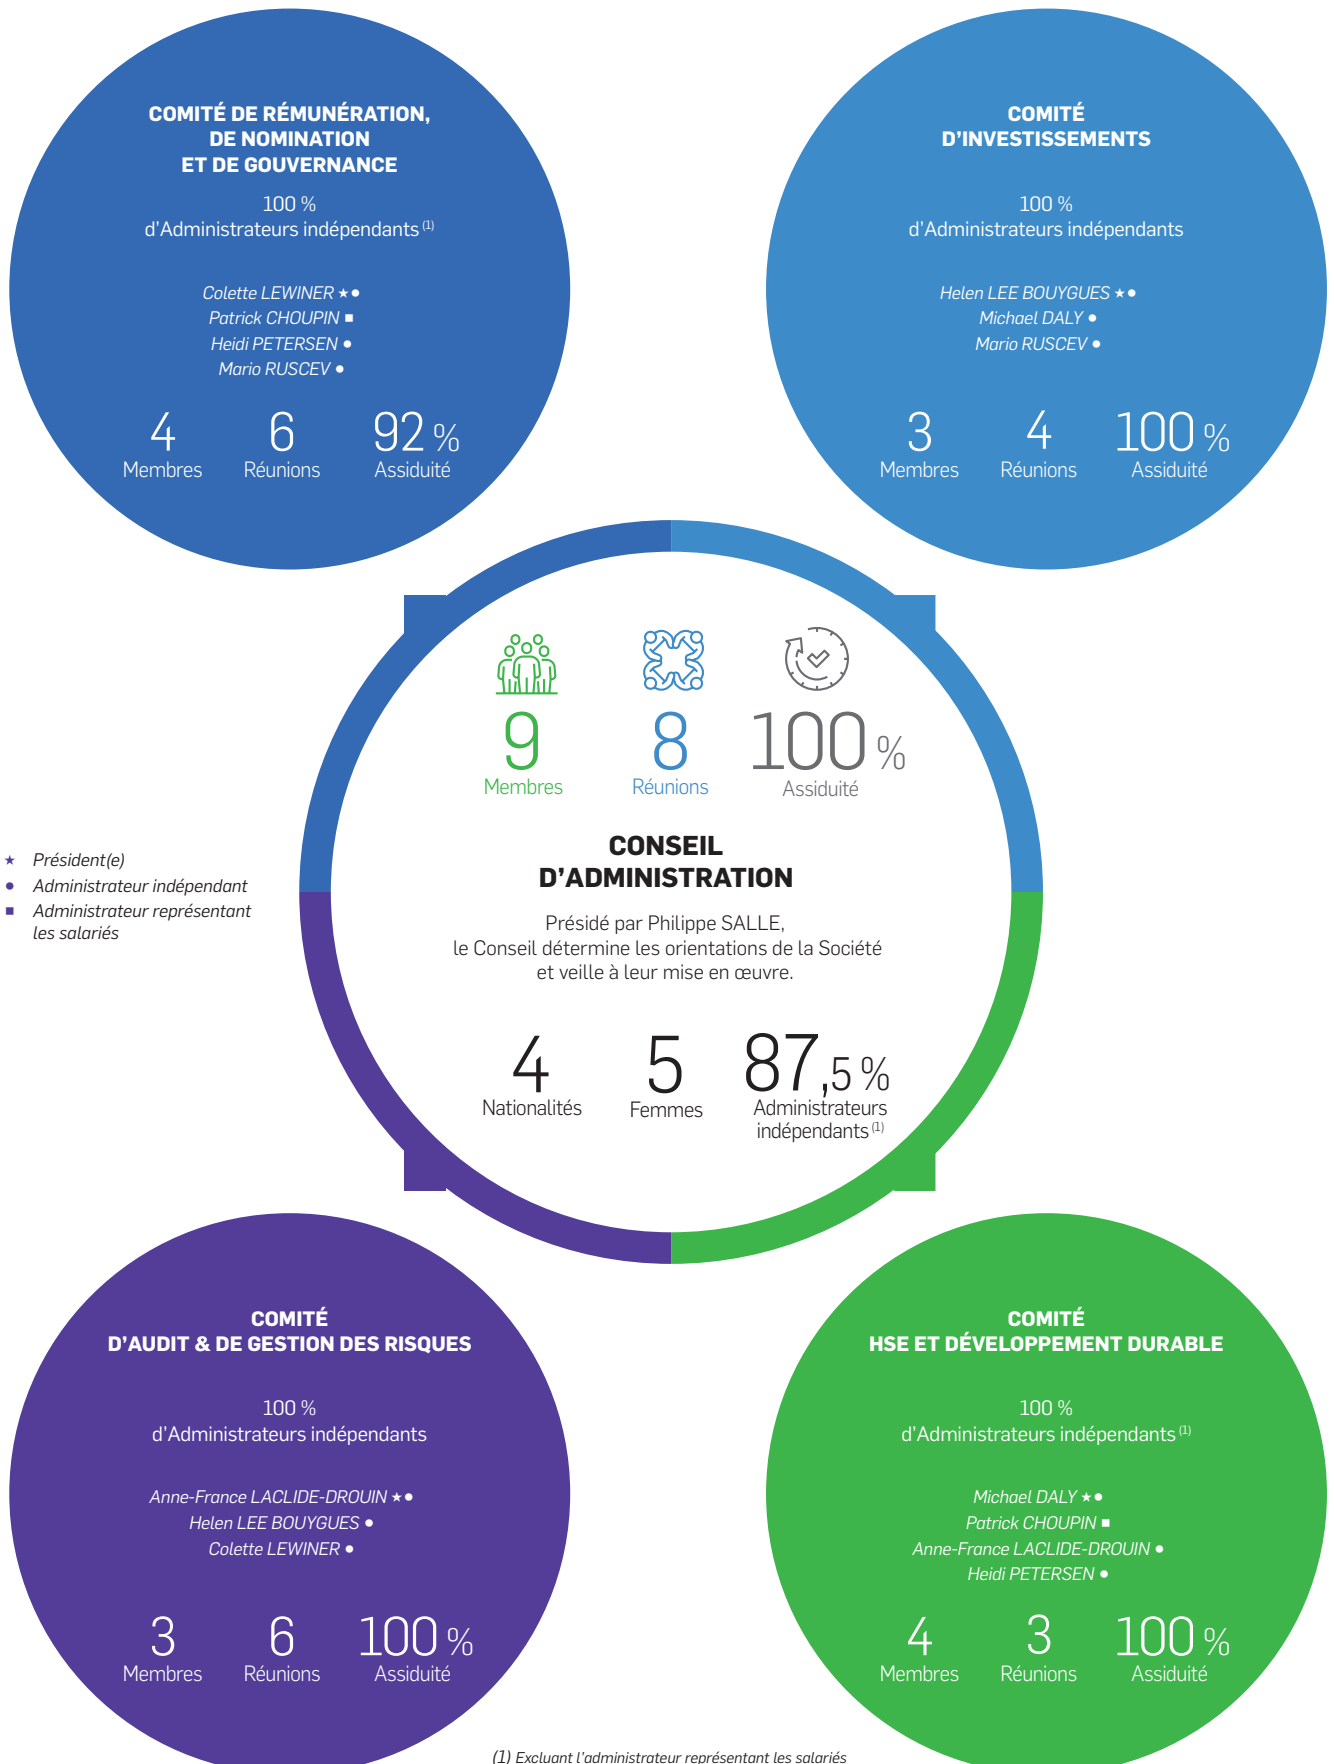 COMITÉ DE RÉMUNÉRATION,
DE NOMINATION
ET DE GOUVERNANCE
100 %
d'Administrateurs indépendants (1)
Colette LEWINER ★●
Patrick CHOUPIN ■
Heidi PETERSEN ●
Mario RUSCEV ●
4 6 92 %
Membres Réunions Assiduité
COMITÉ
D'INVESTISSEMENTS
100 %
d'Administrateurs indépendants
Helen LEE BOUYGUES ★●
Michael DALY ●
Mario RUSCEV ●
3 4 100 %
Membres Réunions Assiduité
9 8 100 %
Membres Réunions Assiduité
CONSEIL
D'ADMINISTRATION
Présidé par Philippe SALLE,
le Conseil détermine les orientations de la Société
et veille à leur mise en œuvre.
4 5 87,5 %
Nationalités Femmes Administrateurs
indépendants (1)
★ Président(e)
● Administrateur indépendant
■ Administrateur représentant
les salariés
COMITÉ
D'AUDIT & DE GESTION DES RISQUES
100 %
d'Administrateurs indépendants
Anne-France LACLIDE-DROUIN ★●
Helen LEE BOUYGUES ●
Colette LEWINER ●
3 6 100 %
Membres Réunions Assiduité
COMITÉ
HSE ET DÉVELOPPEMENT DURABLE
100 %
d'Administrateurs indépendants (1)
Michael DALY ★●
Patrick CHOUPIN ■
Anne-France LACLIDE-DROUIN ●
Heidi PETERSEN ●
4 3 100 %
Membres Réunions Assiduité
(1) Excluant l'administrateur représentant les salariés